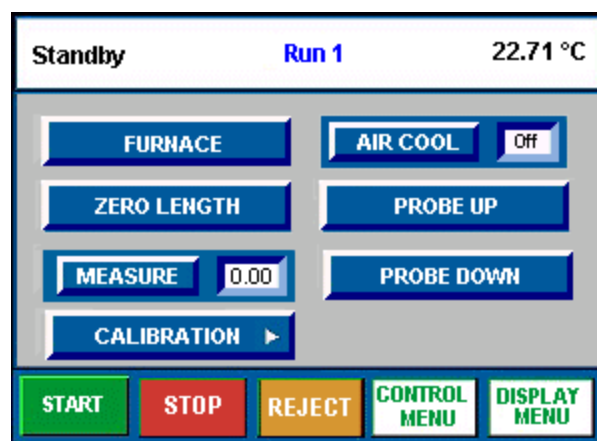 Standby Run 1 22.71 °C
FURNACE AIR COOL Off
ZERO LENGTH PROBE UP
MEASURE 0.00 PROBE DOWN
CALIBRATION
START STOP REJECT CONTROL MENU DISPLAY MENU